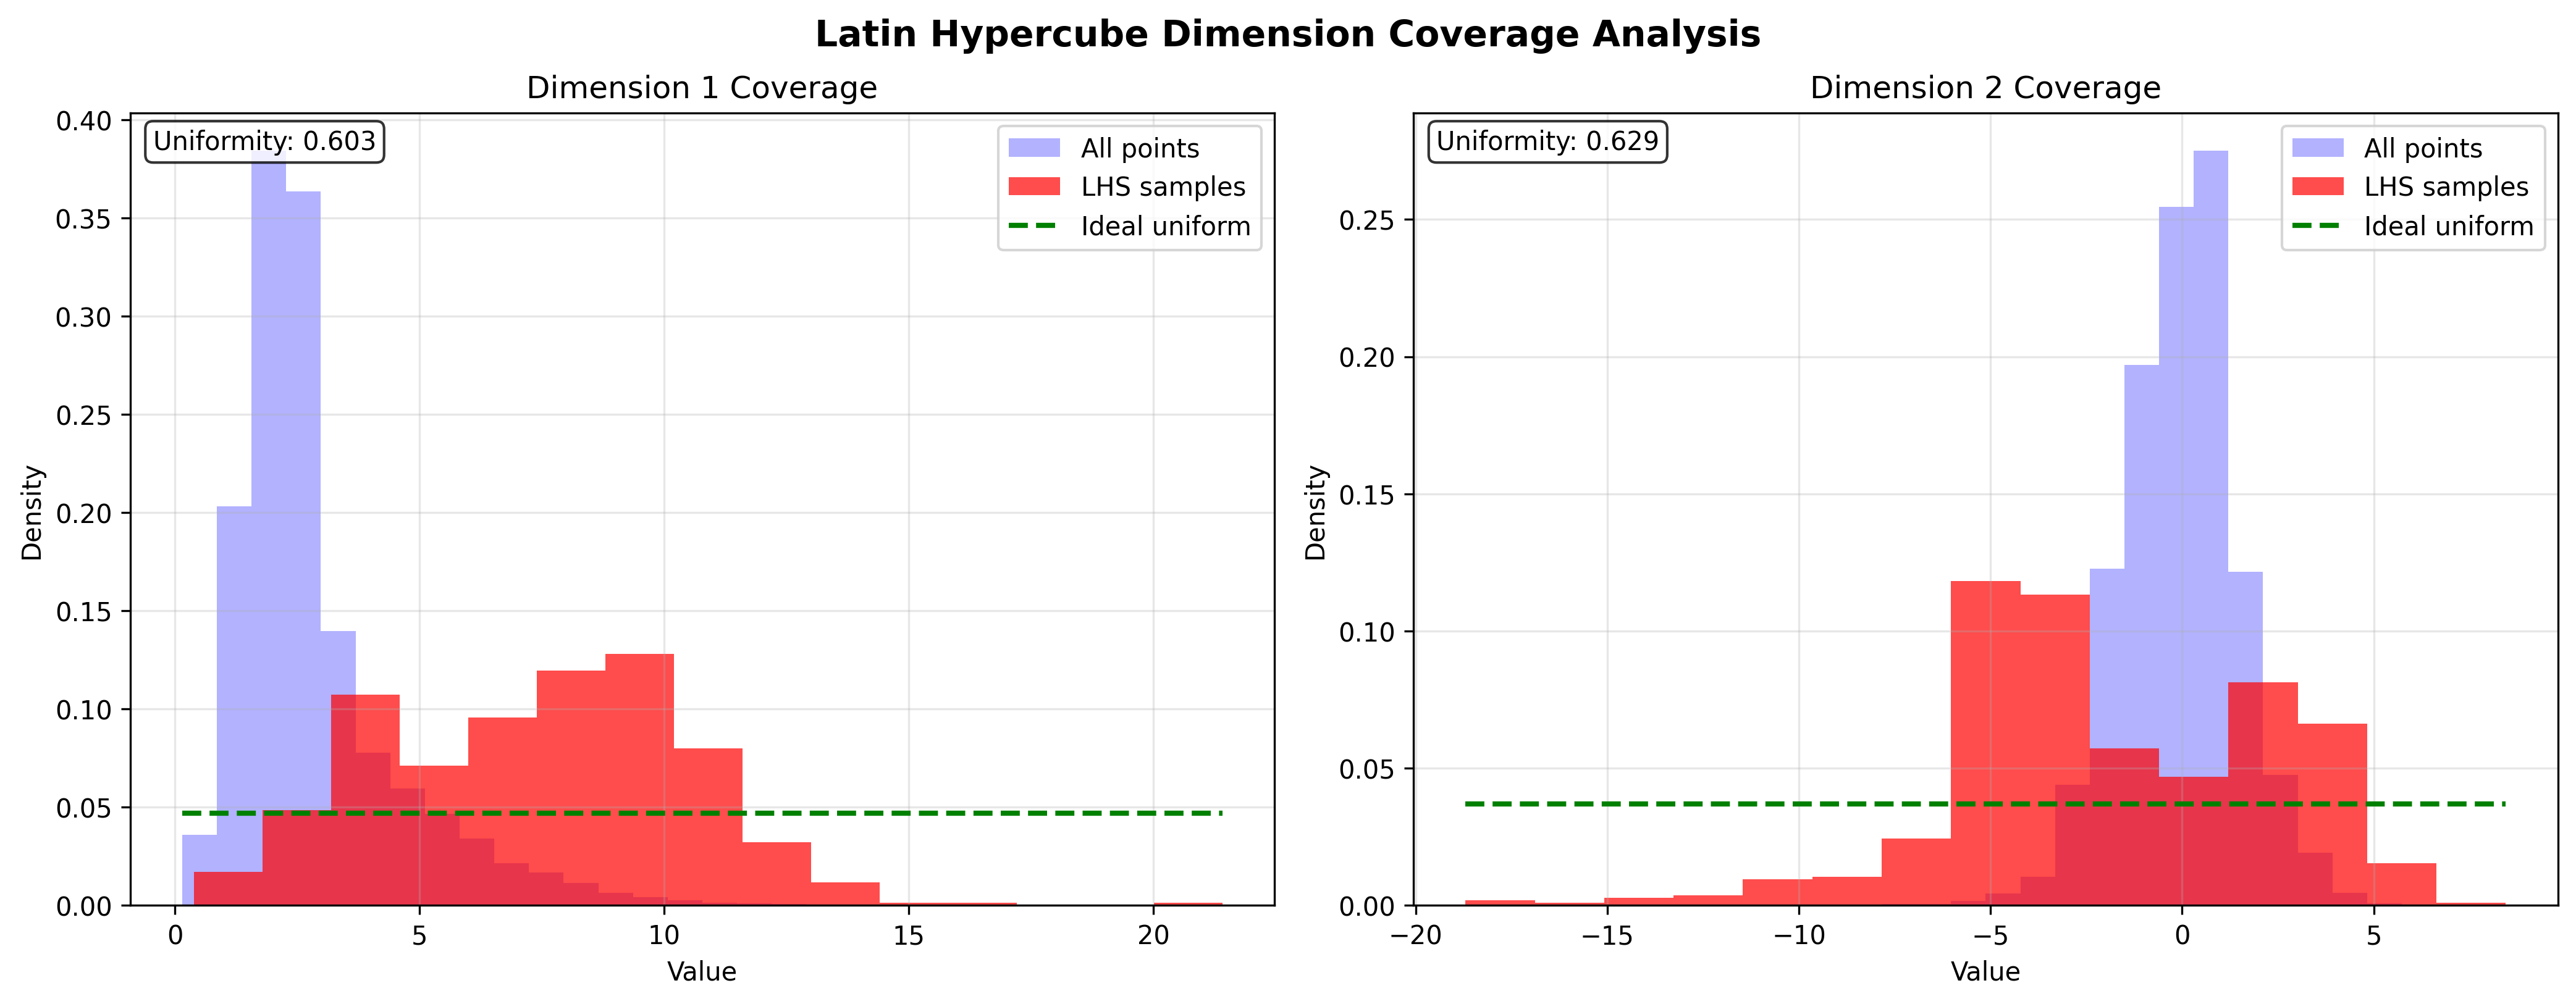 Latin Hypercube Dimension Coverage Analysis
Dimension 1 Coverage
Uniformity: 0.603
All points
LHS samples
Ideal uniform
Density
0.40
0.35
0.30
0.25
0.20
0.15
0.10
0.05
0.00
0 5 10 15 20
Value
Dimension 2 Coverage
Uniformity: 0.629
All points
LHS samples
Ideal uniform
Density
0.25
0.20
0.15
0.10
0.05
0.00
−20 −15 −10 −5 0 5
Value